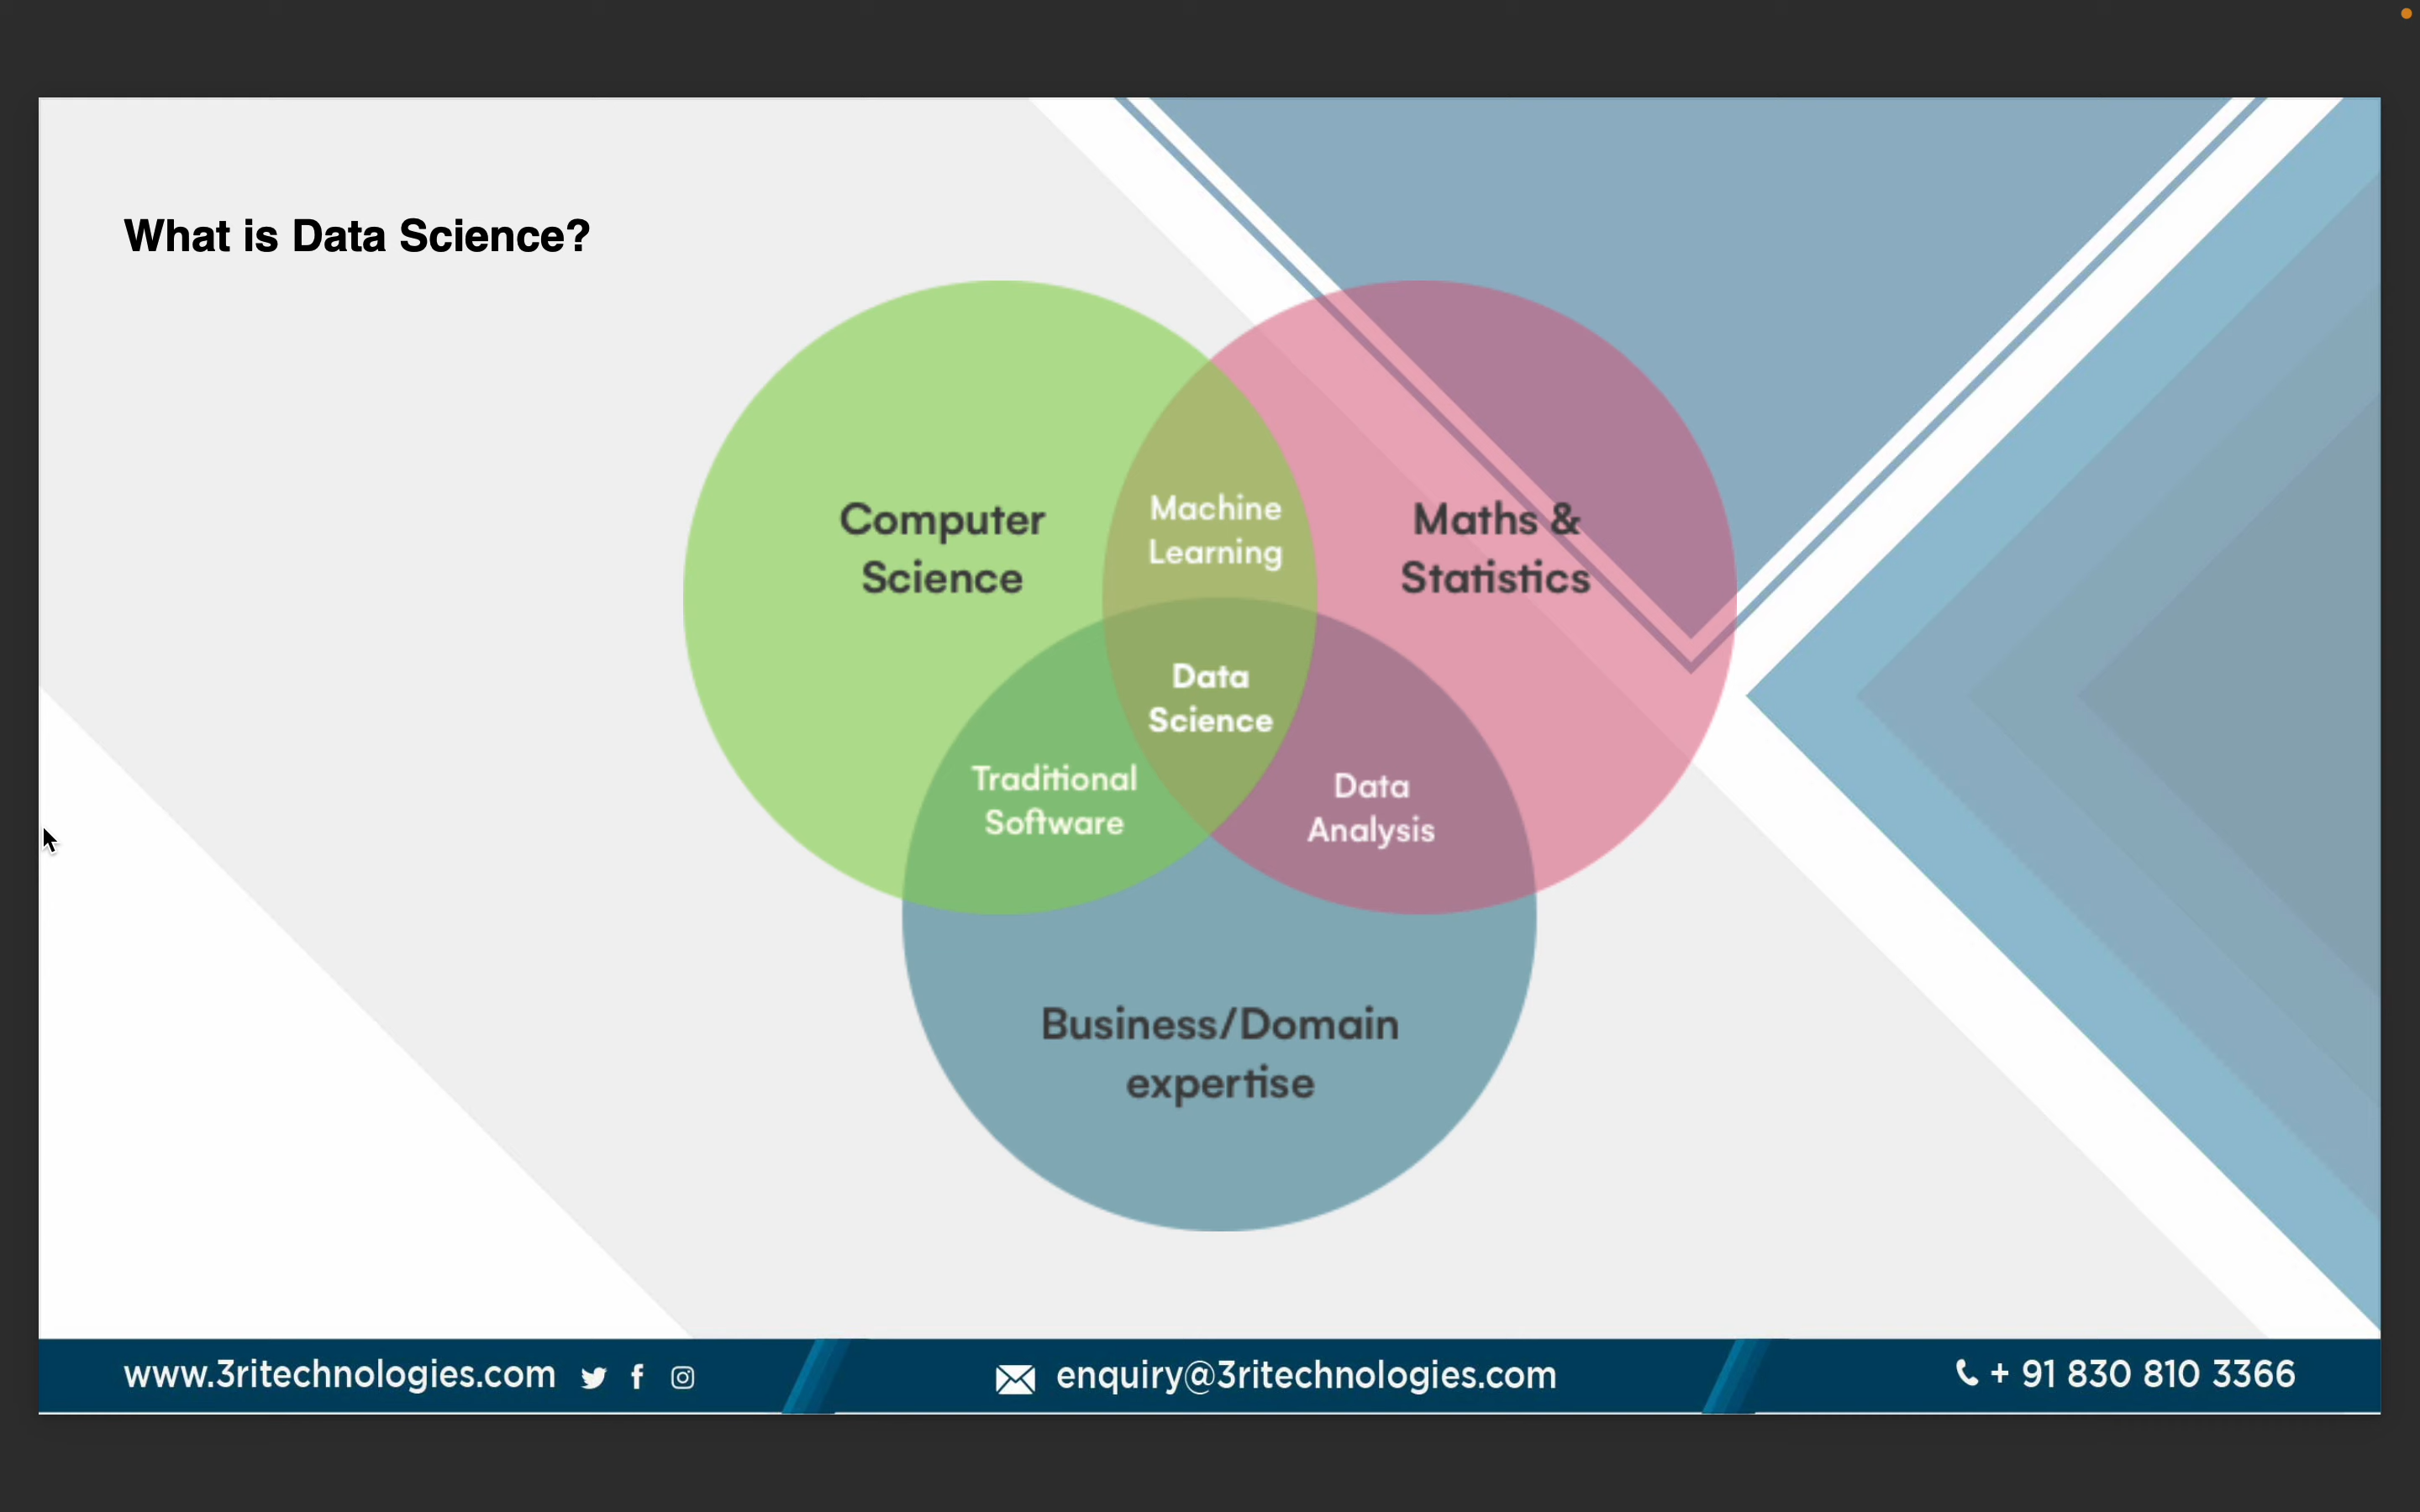 What is Data Science?
Computer
Science
Machine
Learning
Maths &
Statistics
Data
Science
Traditional
Software
Data
Analysis
Business/Domain
expertise
www.3ritechnologies.com
enquiry@3ritechnologies.com
+ 91 830 810 3366